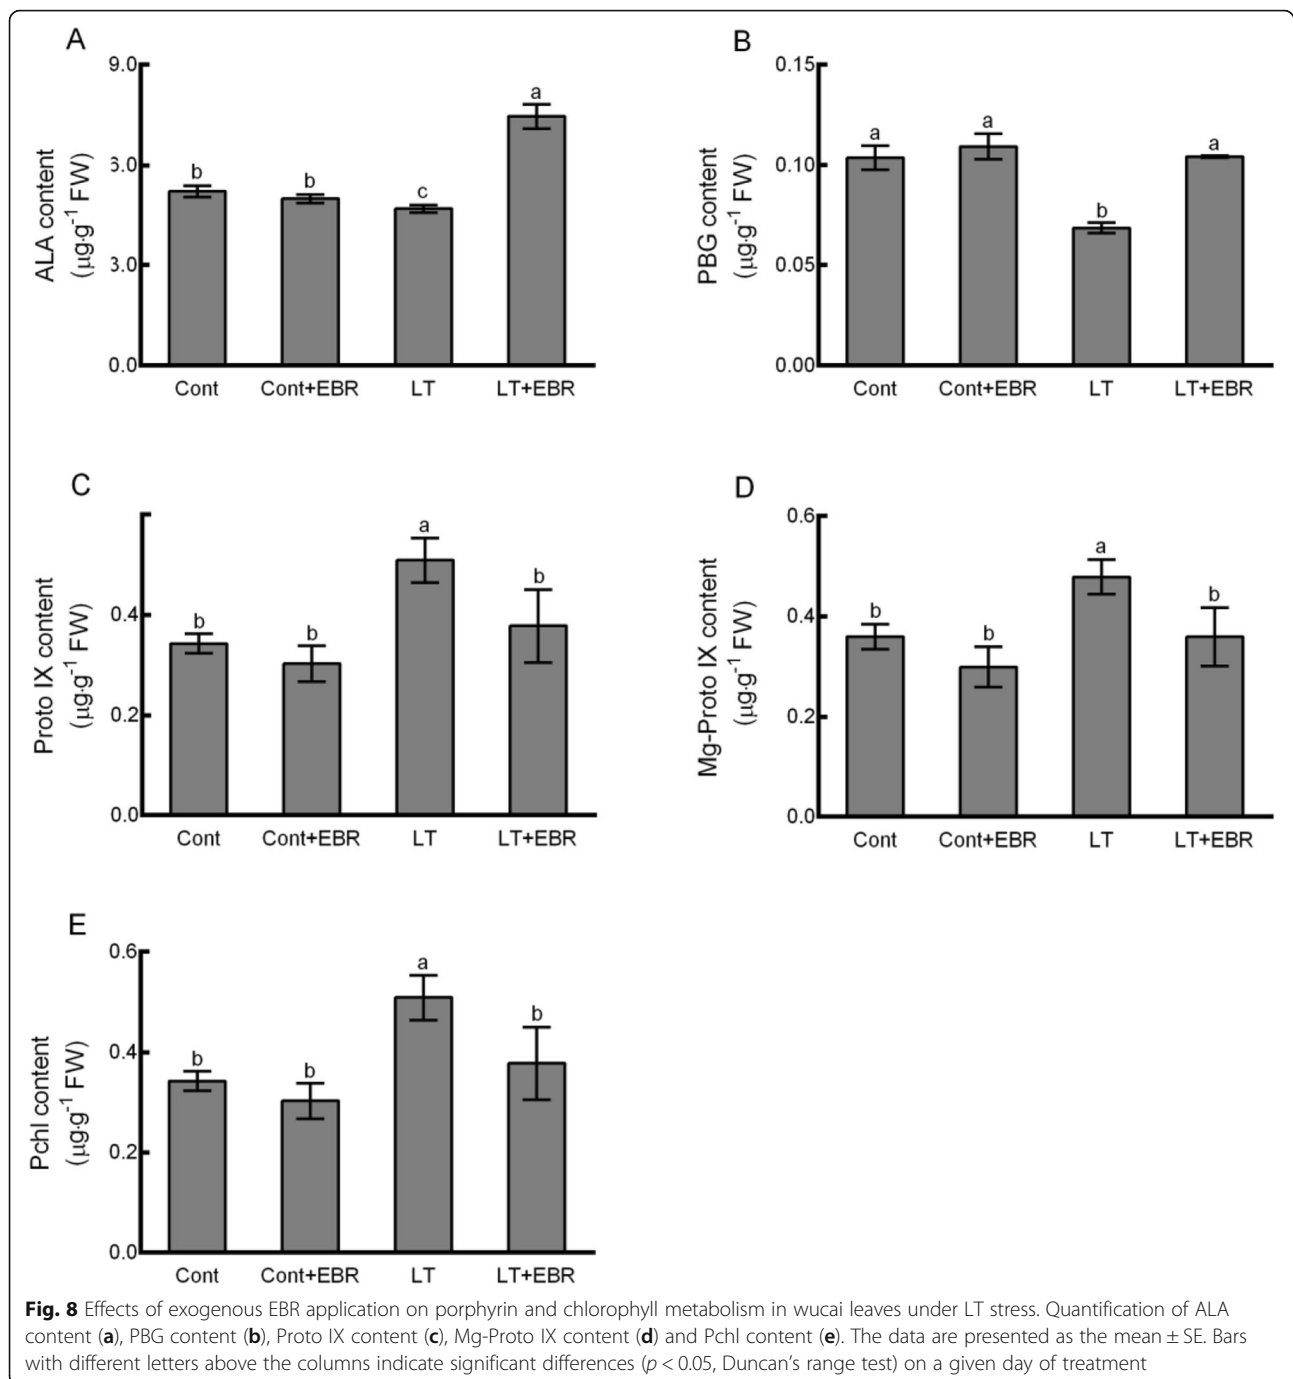 A
9.0
3.0
3.0
0.0
ALA content
(µg·g⁻¹ FW)
b
b
c
a
Cont Cont+EBR LT LT+EBR
B
0.15
0.10
0.05
0.00
PBG content
(µg·g⁻¹ FW)
a
a
b
a
Cont Cont+EBR LT LT+EBR
C
0.4
0.2
0.0
Proto IX content
(µg·g⁻¹ FW)
b
b
a
b
Cont Cont+EBR LT LT+EBR
D
0.6
0.4
0.2
0.0
Mg-Proto IX content
(µg·g⁻¹ FW)
b
b
a
b
Cont Cont+EBR LT LT+EBR
E
0.6
0.4
0.2
0.0
Pchl content
(µg·g⁻¹ FW)
b
b
a
b
Cont Cont+EBR LT LT+EBR
Fig. 8 Effects of exogenous EBR application on porphyrin and chlorophyll metabolism in wucai leaves under LT stress. Quantification of ALA
content (a), PBG content (b), Proto IX content (c), Mg-Proto IX content (d) and Pchl content (e). The data are presented as the mean ± SE. Bars
with different letters above the columns indicate significant differences (p < 0.05, Duncan's range test) on a given day of treatment